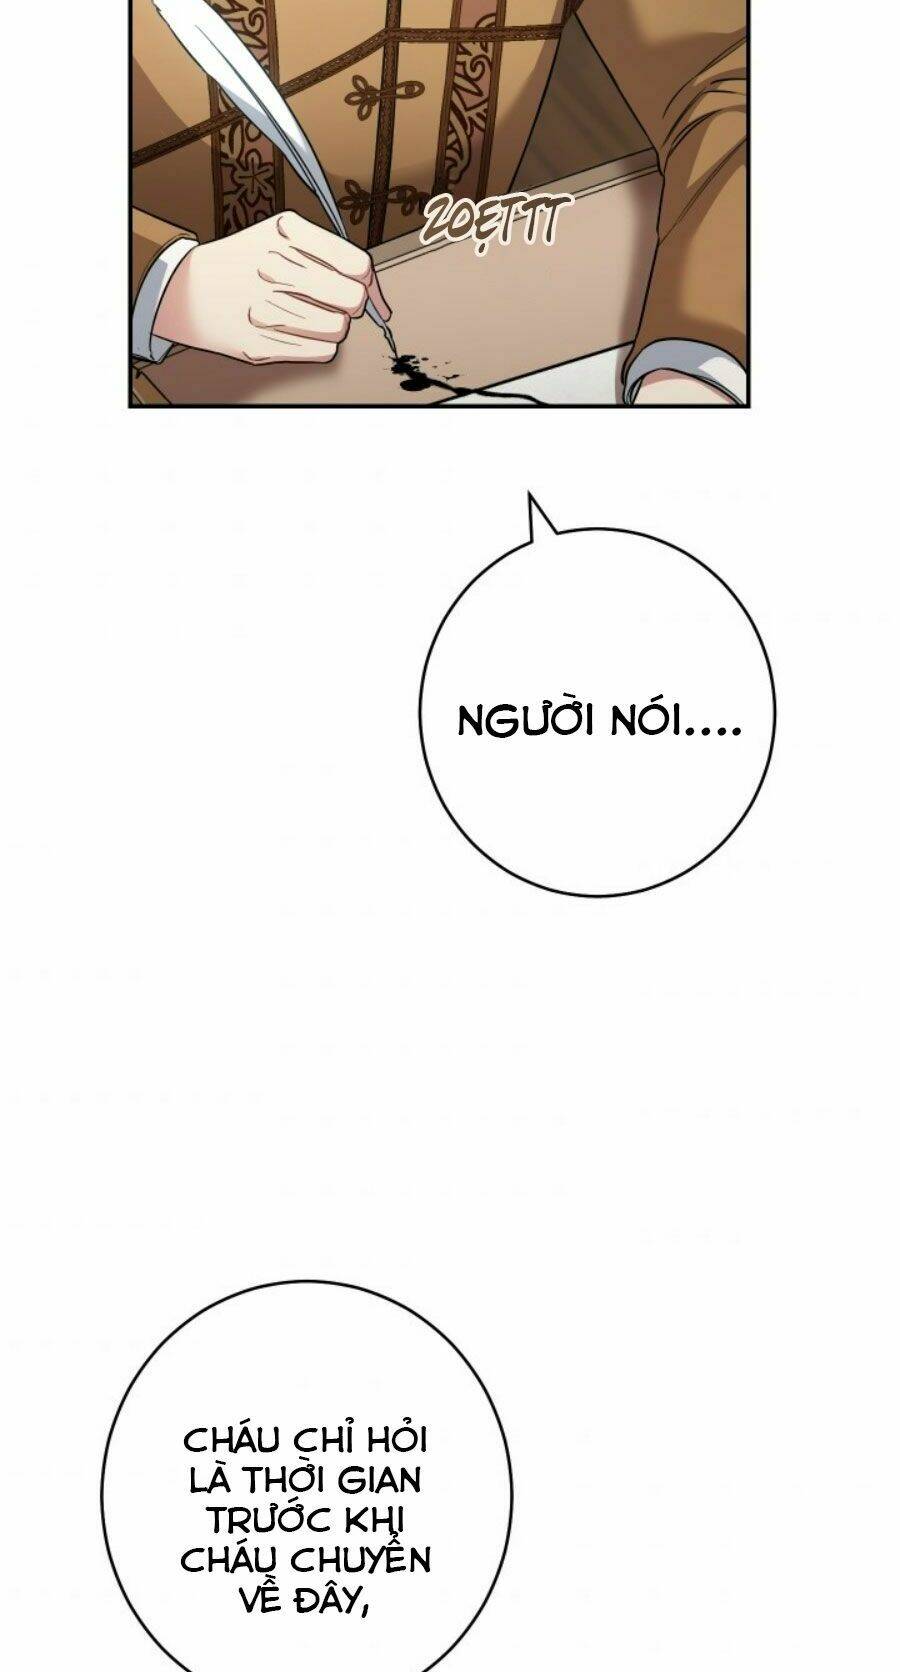 ZOẸTTT
NGƯỜI NÓI....
CHÁU CHỈ HỎI
LÀ THỜI GIAN
TRƯỚC KHI
CHÁU CHUYỂN
VỀ ĐÂY,